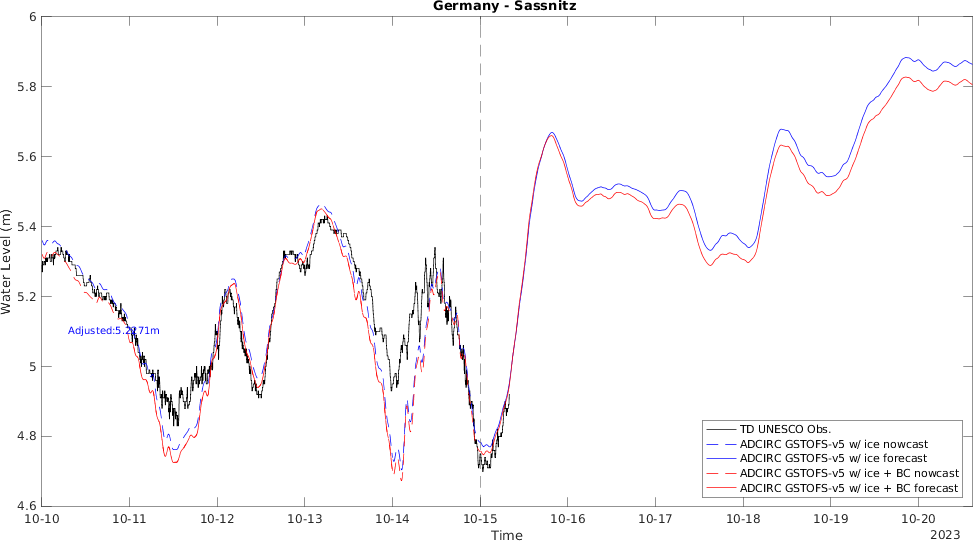 Germany - Sassnitz
6
5.8
5.6
5.4
5.2
5
4.8
4.6
Water Level (m)
Adjusted:5.2271m
TD UNESCO Obs.
ADCIRC GSTOFS-v5 w/ ice nowcast
ADCIRC GSTOFS-v5 w/ ice forecast
ADCIRC GSTOFS-v5 w/ ice + BC nowcast
ADCIRC GSTOFS-v5 w/ ice + BC forecast
10-10 10-11 10-12 10-13 10-14 10-15 10-16 10-17 10-18 10-19 10-20
Time
2023